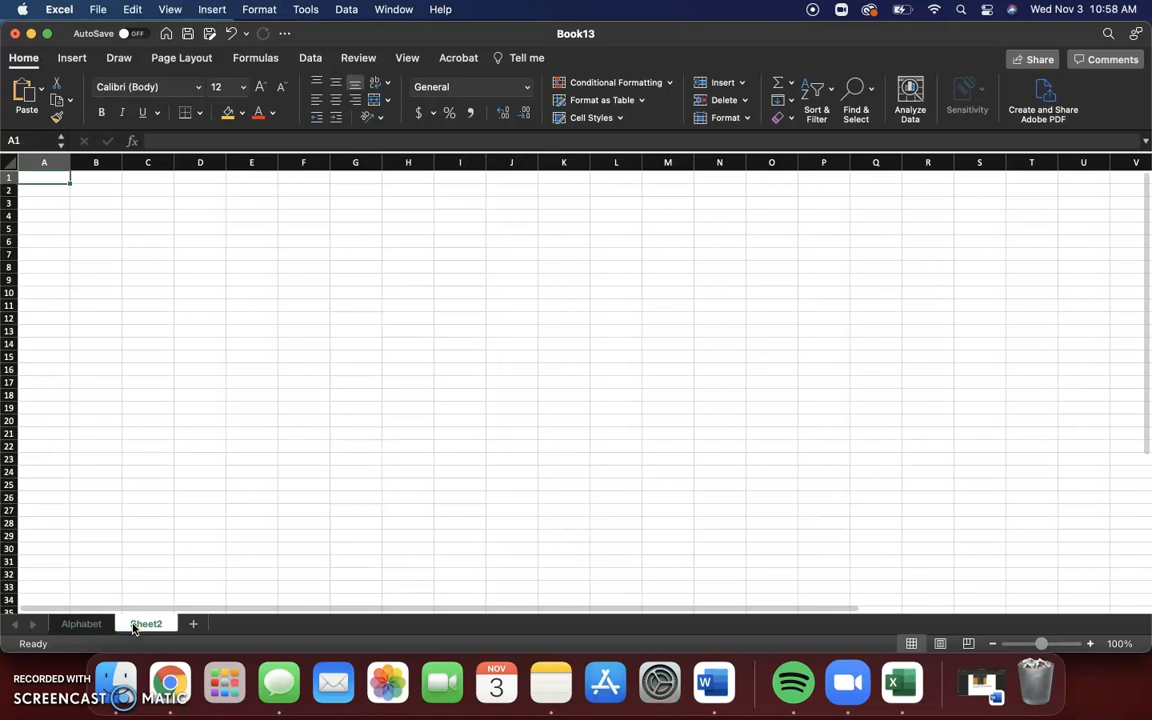 Excel File Edit View Insert Format Tools Data Window Help Wed Nov 3 10:58 AM
AutoSave OFF Book13
Home Insert Draw Page Layout Formulas Data Review View Acrobat Tell me Share Comments
Paste Calibri (Body) 12 General Conditional Formatting Insert
B I U Format as Table Delete Sort & Filter Find & Select Analyze Data Sensitivity Create and Share Adobe PDF
$ % Cell Styles Format
A1 fx
A B C D E F G H I J K L M N O P Q R S T U V
1
2
3
4
5
6
7
8
9
10
11
12
13
14
15
16
17
18
19
20
21
22
23
24
25
26
27
28
29
30
31
32
33
34
35
Alphabet Sheet2 +
Ready 100%
NOV
3
RECORDED WITH
SCREENCAST MATIC